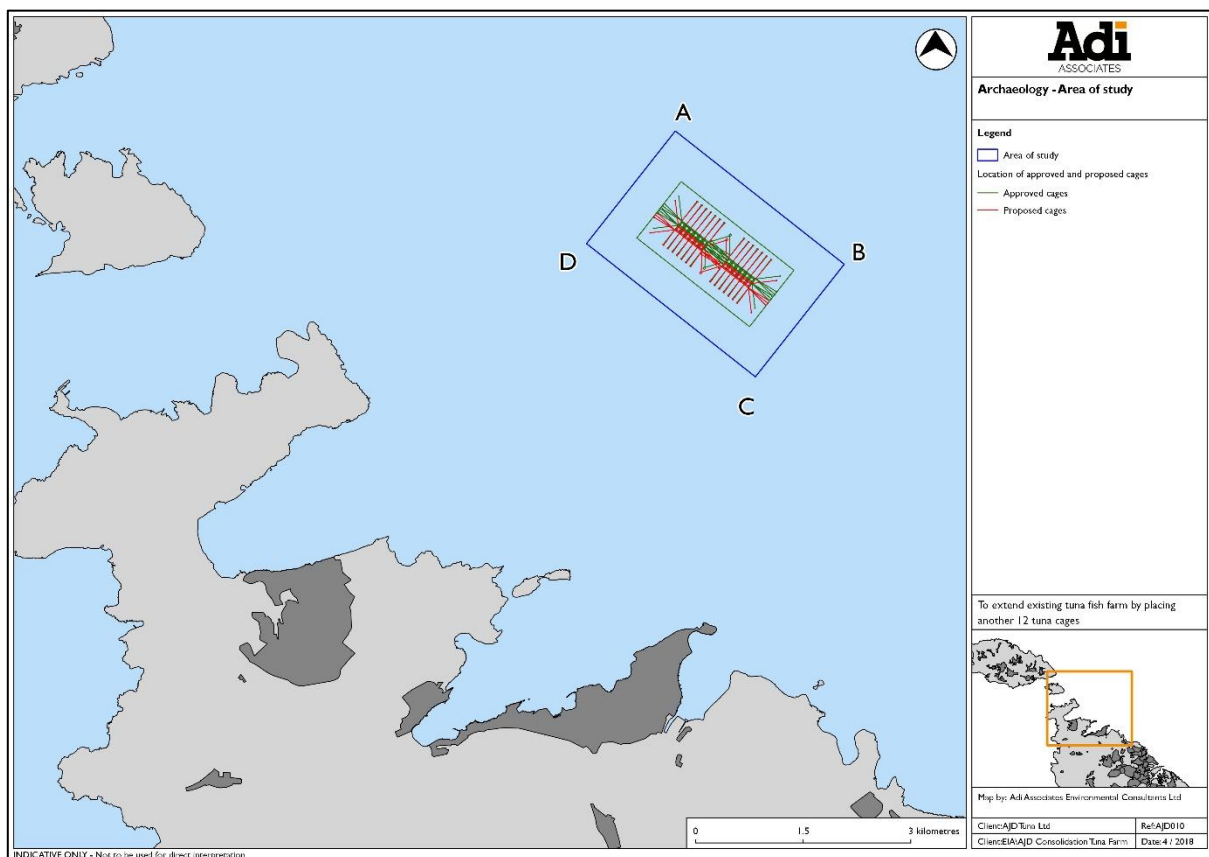 A
B
C
D
0 1.5 3 kilometres
INDICATIVE ONLY - Not to be used for direct interpretation
Adi
ASSOCIATES
Archaeology - Area of study
Legend
Area of study
Location of approved and proposed cages
Approved cages
Proposed cages
To extend existing tuna fish farm by placing
another 12 tuna cages
Map by: Adi Associates Environmental Consultants Ltd
Client:AJD Tuna Ltd Ref:AJD010
Client:EIA\AJD Consolidation Tuna Farm Date:4 / 2018